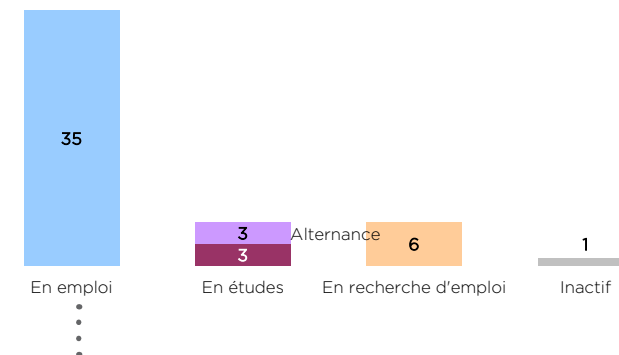 35
3 Alternance
3
6
1
En emploi
En études
En recherche d'emploi
Inactif